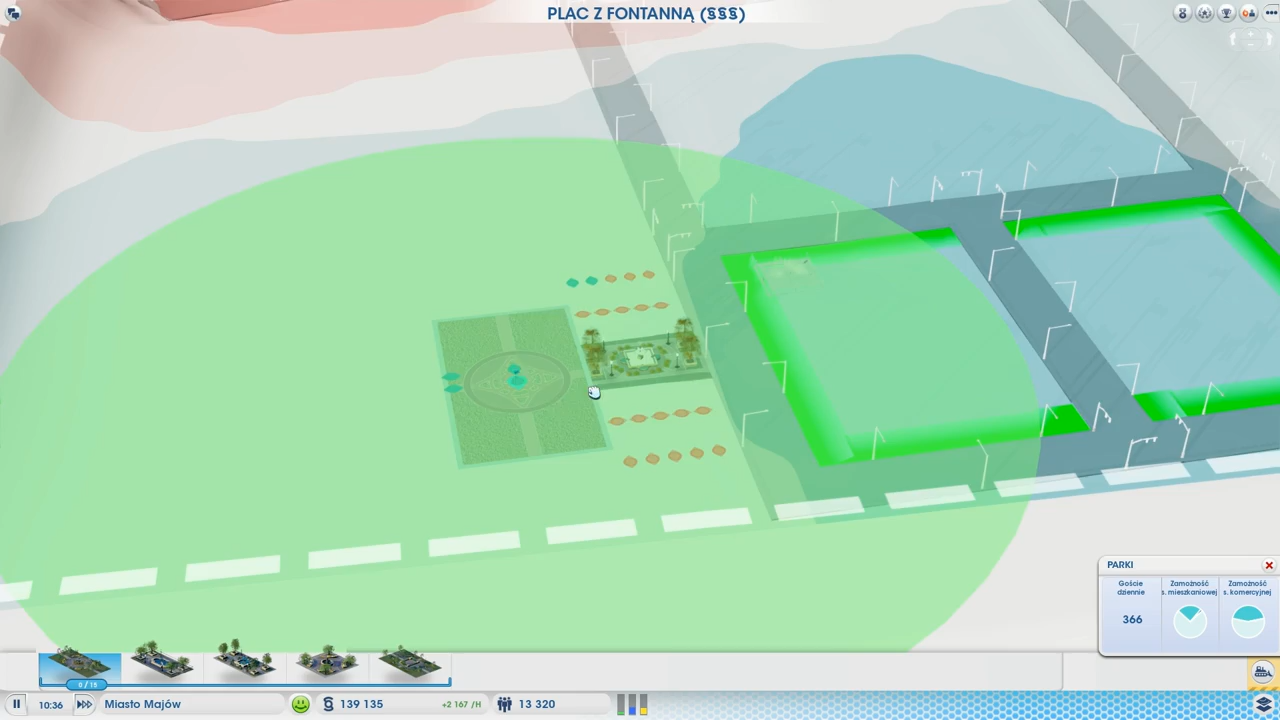 PLAC Z FONTANNĄ (§§§)
PARKI
Goście
dziennie
Zamożność
s. mieszkaniowej
Zamożność
s. komercyjnej
366
0 / 15
10:36
Miasto Majów
139 135
+2 167 /H
13 320